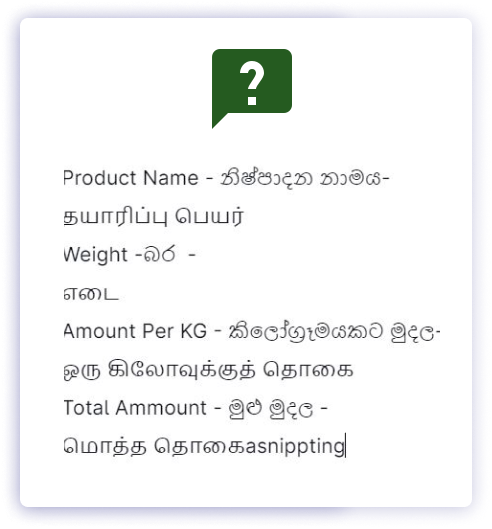 ?
Product Name - නිෂ්පාදන නාමය-
தயாரிப்பு பெயர்
Weight -බර -
எடை
Amount Per KG - කිලෝග්‍රෑමයකට මුදල-
ஒரு கிலோவுக்குத் தொகை
Total Ammount - මුළු මුදල -
மொத்த தொகைasnippting